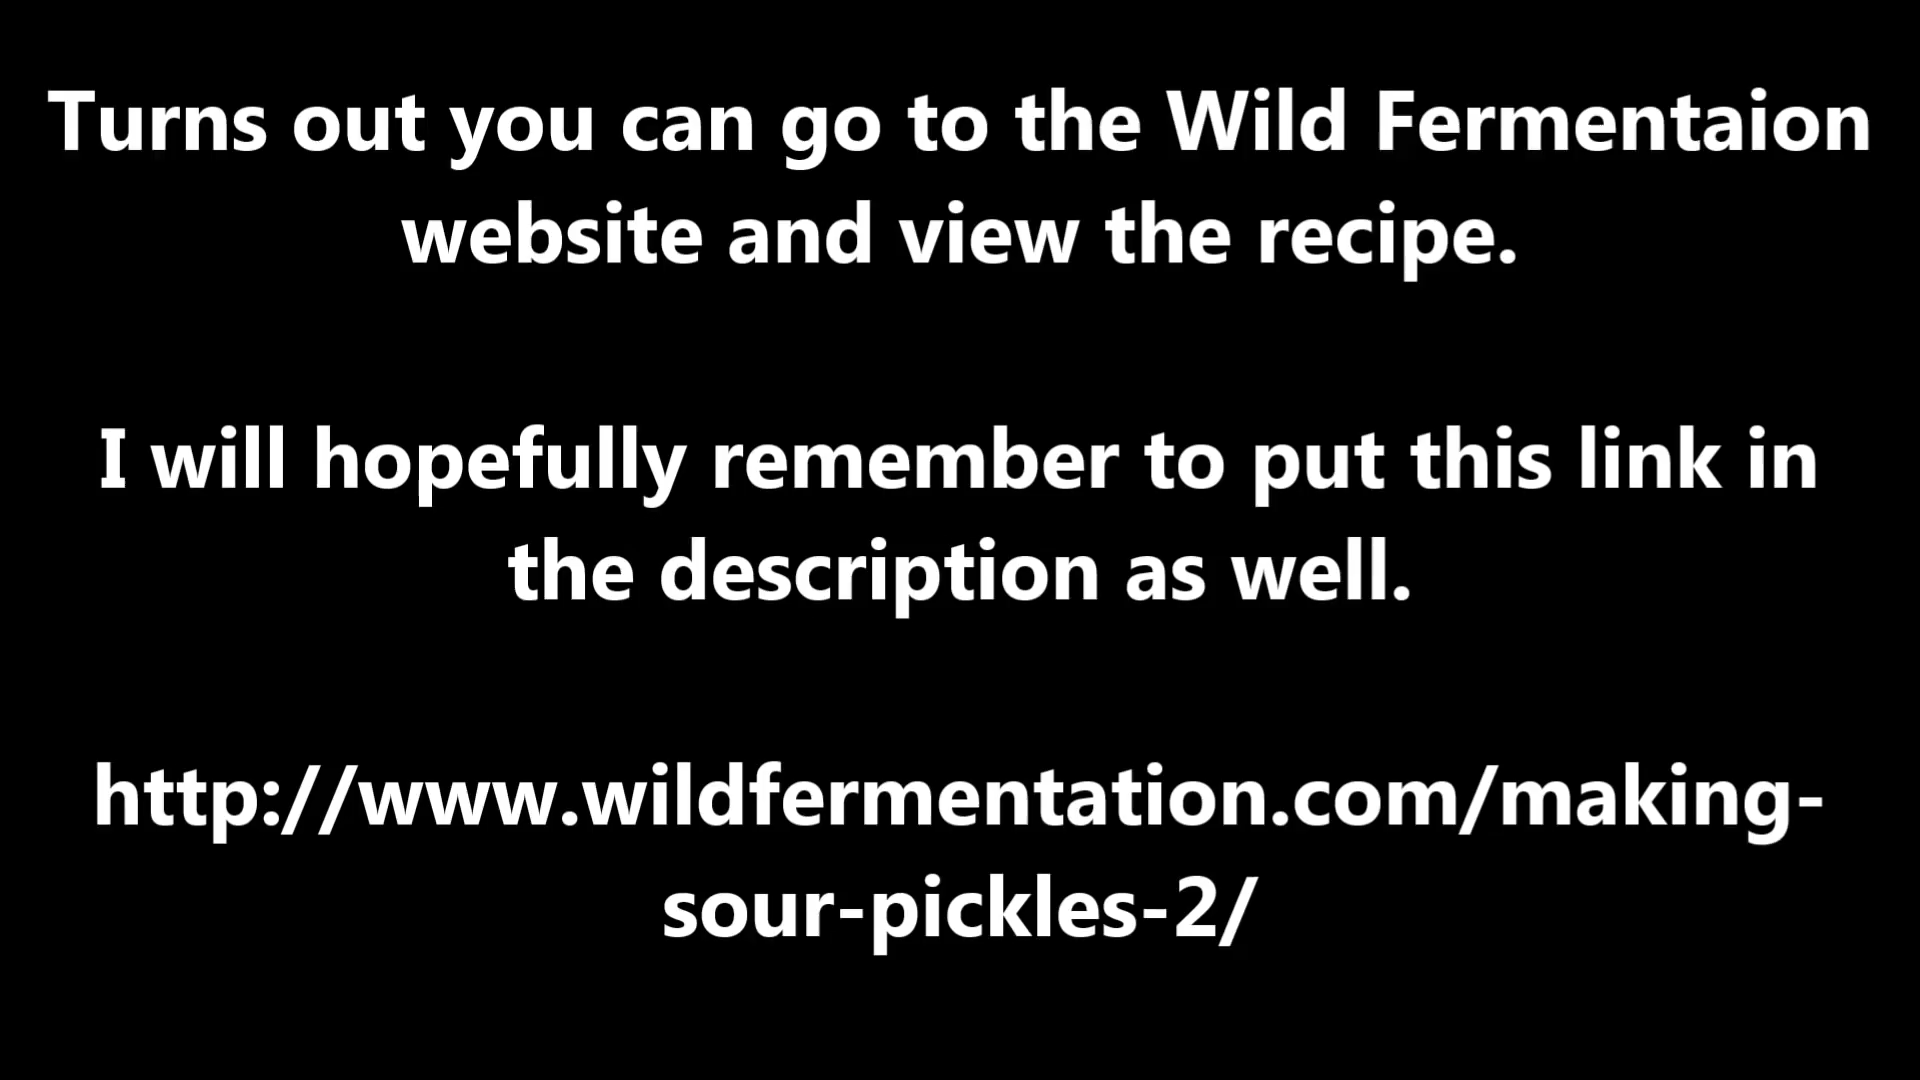 Turns out you can go to the Wild Fermentaion
website and view the recipe.
I will hopefully remember to put this link in
the description as well.
http://www.wildfermentation.com/making-
sour-pickles-2/